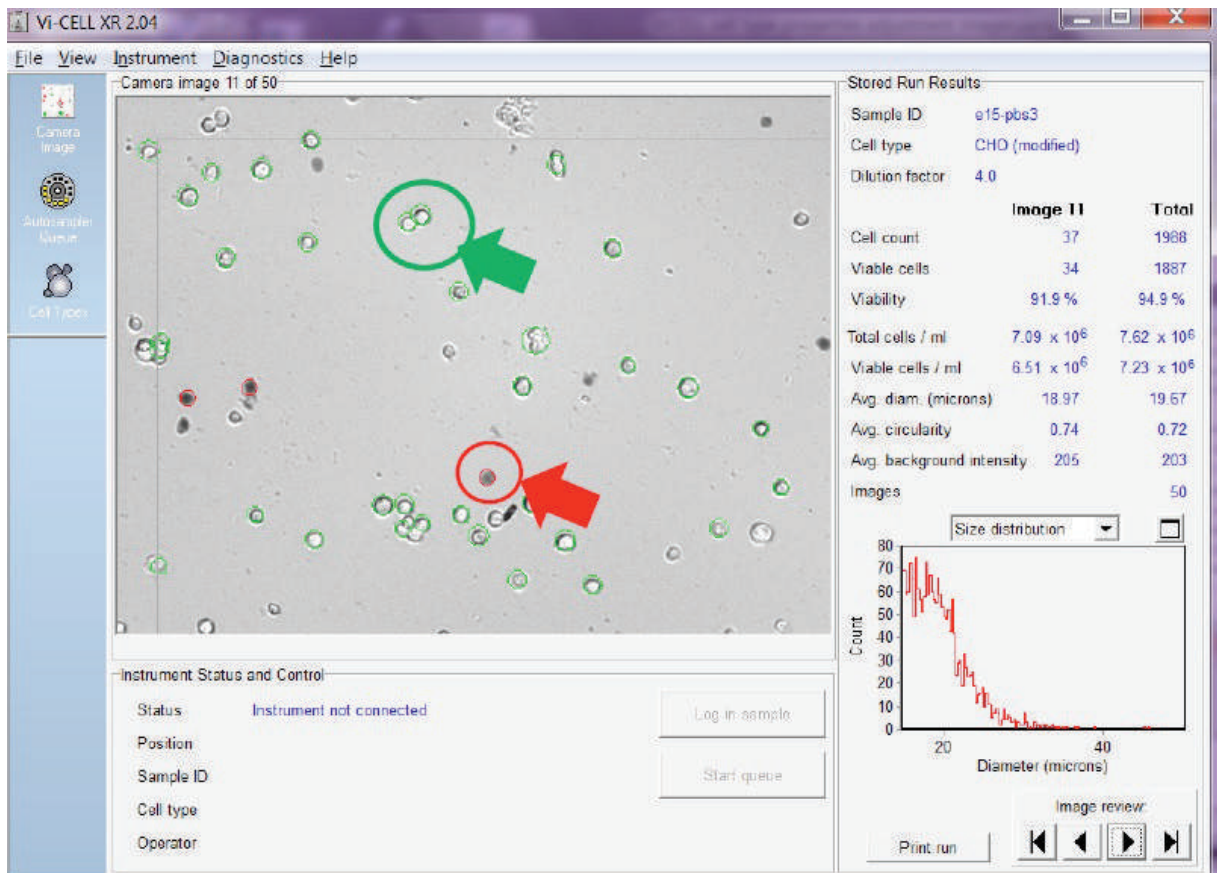 Vi-CELL XR 2.04
File View Instrument Diagnostics Help
Camera Image
Autosampler Queue
Cell Types
Camera image 11 of 50
Stored Run Results
Sample ID e15-pbs3
Cell type CHO (modified)
Dilution factor 4.0
Image 11 Total
Cell count 37 1988
Viable cells 34 1887
Viability 91.9 % 94.9 %
Total cells / ml 7.09 x 10⁶ 7.62 x 10⁶
Viable cells / ml 6.51 x 10⁶ 7.23 x 10⁶
Avg. diam. (microns) 18.97 19.67
Avg. circularity 0.74 0.72
Avg. background intensity 205 203
Images 50
Size distribution
80
70
60
50
40
30
20
10
0
Count
20 40
Diameter (microns)
Image review:
Print run
Instrument Status and Control
Status Instrument not connected
Position
Sample ID
Cell type
Operator
Log in sample
Start queue